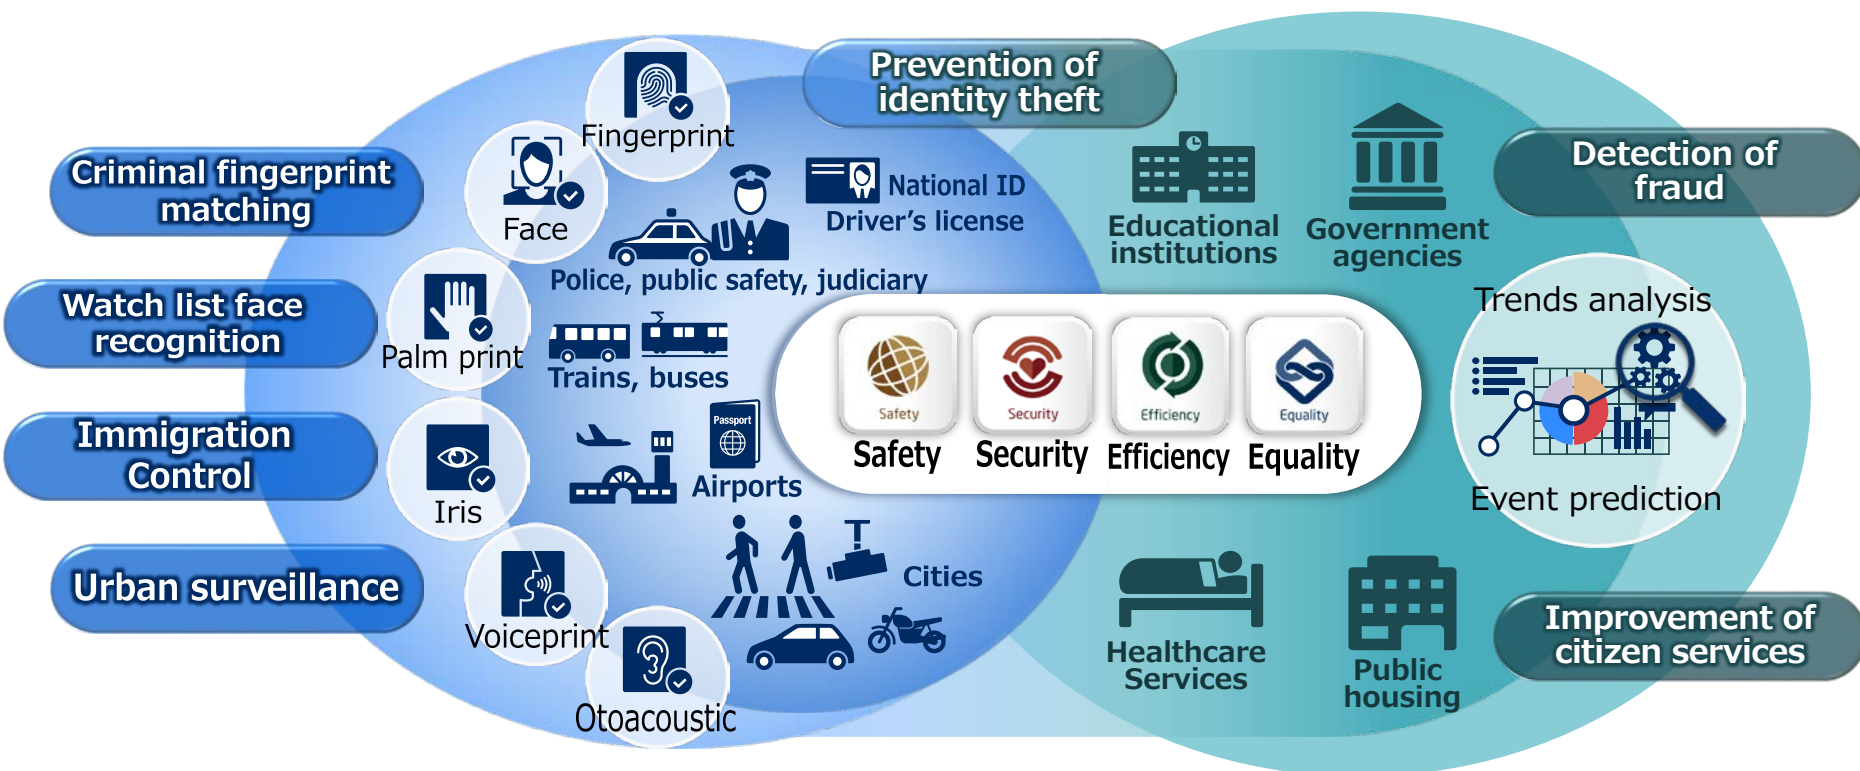 Prevention of
identity theft
Fingerprint
Criminal fingerprint
matching
Face
National ID
Driver's license
Police, public safety, judiciary
Educational
institutions
Government
agencies
Detection of
fraud
Watch list face
recognition
Palm print
Trains, buses
Safety
Security
Efficiency
Equality
Safety
Security
Efficiency
Equality
Trends analysis
Event prediction
Immigration
Control
Iris
Passport
Airports
Urban surveillance
Voiceprint
Otoacoustic
Cities
Healthcare
Services
Public
housing
Improvement of
citizen services